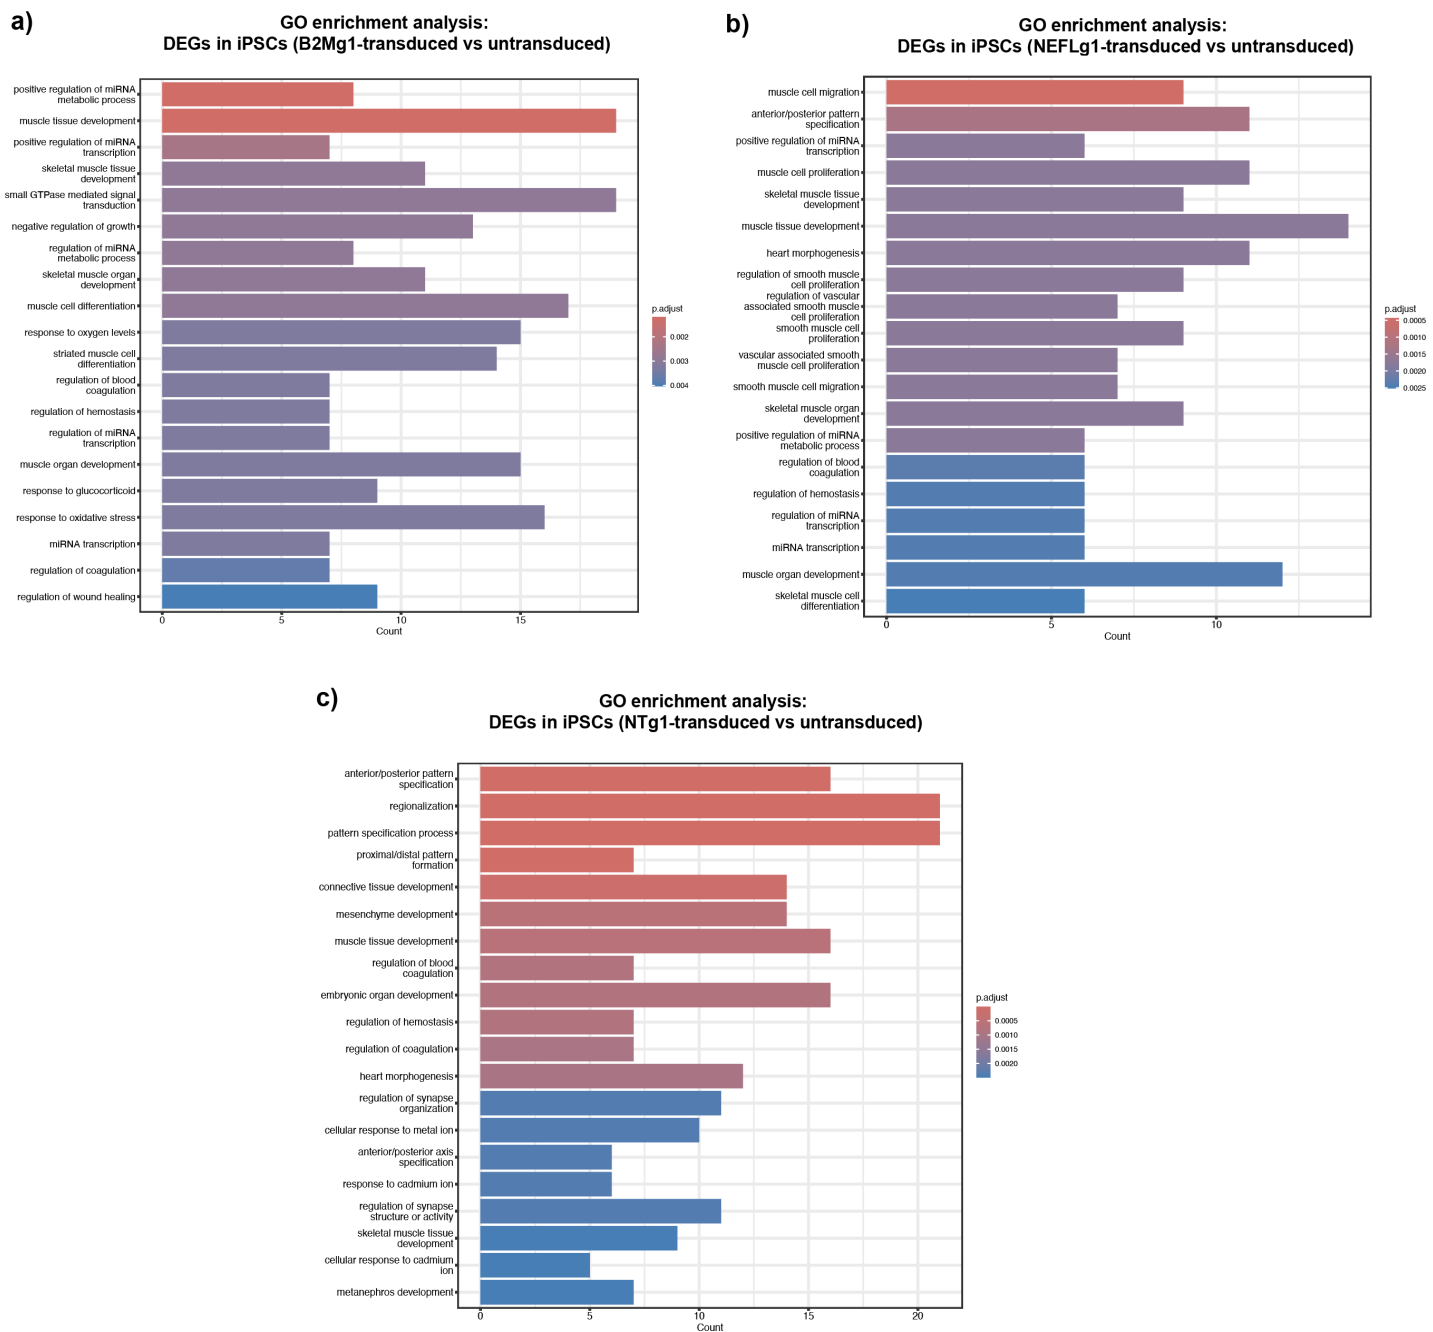 a)
GO enrichment analysis:
DEGs in iPSCs (B2Mg1-transduced vs untransduced)
positive regulation of miRNA
metabolic process
muscle tissue development
positive regulation of miRNA
transcription
skeletal muscle tissue
development
small GTPase mediated signal
transduction
negative regulation of growth
regulation of miRNA
metabolic process
skeletal muscle organ
development
muscle cell differentiation
response to oxygen levels
striated muscle cell
differentiation
regulation of blood
coagulation
regulation of hemostasis
regulation of miRNA
transcription
muscle organ development
response to glucocorticoid
response to oxidative stress
miRNA transcription
regulation of coagulation
regulation of wound healing
0 5 10 15
Count
p.adjust
0.002
0.003
0.004
b)
GO enrichment analysis:
DEGs in iPSCs (NEFLg1-transduced vs untransduced)
muscle cell migration
anterior/posterior pattern
specification
positive regulation of miRNA
transcription
muscle cell proliferation
skeletal muscle tissue
development
muscle tissue development
heart morphogenesis
regulation of smooth muscle
cell proliferation
regulation of vascular
associated smooth muscle
cell proliferation
smooth muscle cell
proliferation
vascular associated smooth
muscle cell proliferation
smooth muscle cell migration
skeletal muscle organ
development
positive regulation of miRNA
metabolic process
regulation of blood
coagulation
regulation of hemostasis
regulation of miRNA
transcription
miRNA transcription
muscle organ development
skeletal muscle cell
differentiation
0 5 10
Count
p.adjust
0.0005
0.0010
0.0015
0.0020
0.0025
c)
GO enrichment analysis:
DEGs in iPSCs (NTg1-transduced vs untransduced)
anterior/posterior pattern
specification
regionalization
pattern specification process
proximal/distal pattern
formation
connective tissue development
mesenchyme development
muscle tissue development
regulation of blood
coagulation
embryonic organ development
regulation of hemostasis
regulation of coagulation
heart morphogenesis
regulation of synapse
organization
cellular response to metal ion
anterior/posterior axis
specification
response to cadmium ion
regulation of synapse
structure or activity
skeletal muscle tissue
development
cellular response to cadmium
ion
metanephros development
0 5 10 15 20
Count
p.adjust
0.0005
0.0010
0.0015
0.0020